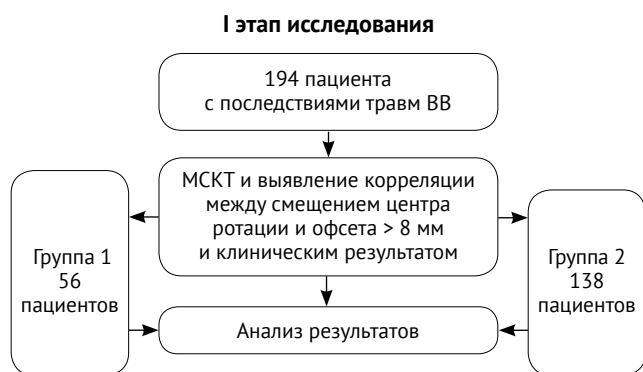 I этап исследования
194 пациента
с последствиями травм ВВ
МСКТ и выявление корреляции
между смещением центра
ротации и офсета > 8 мм
и клиническим результатом
Группа 1
56
пациентов
Группа 2
138
пациентов
Анализ результатов